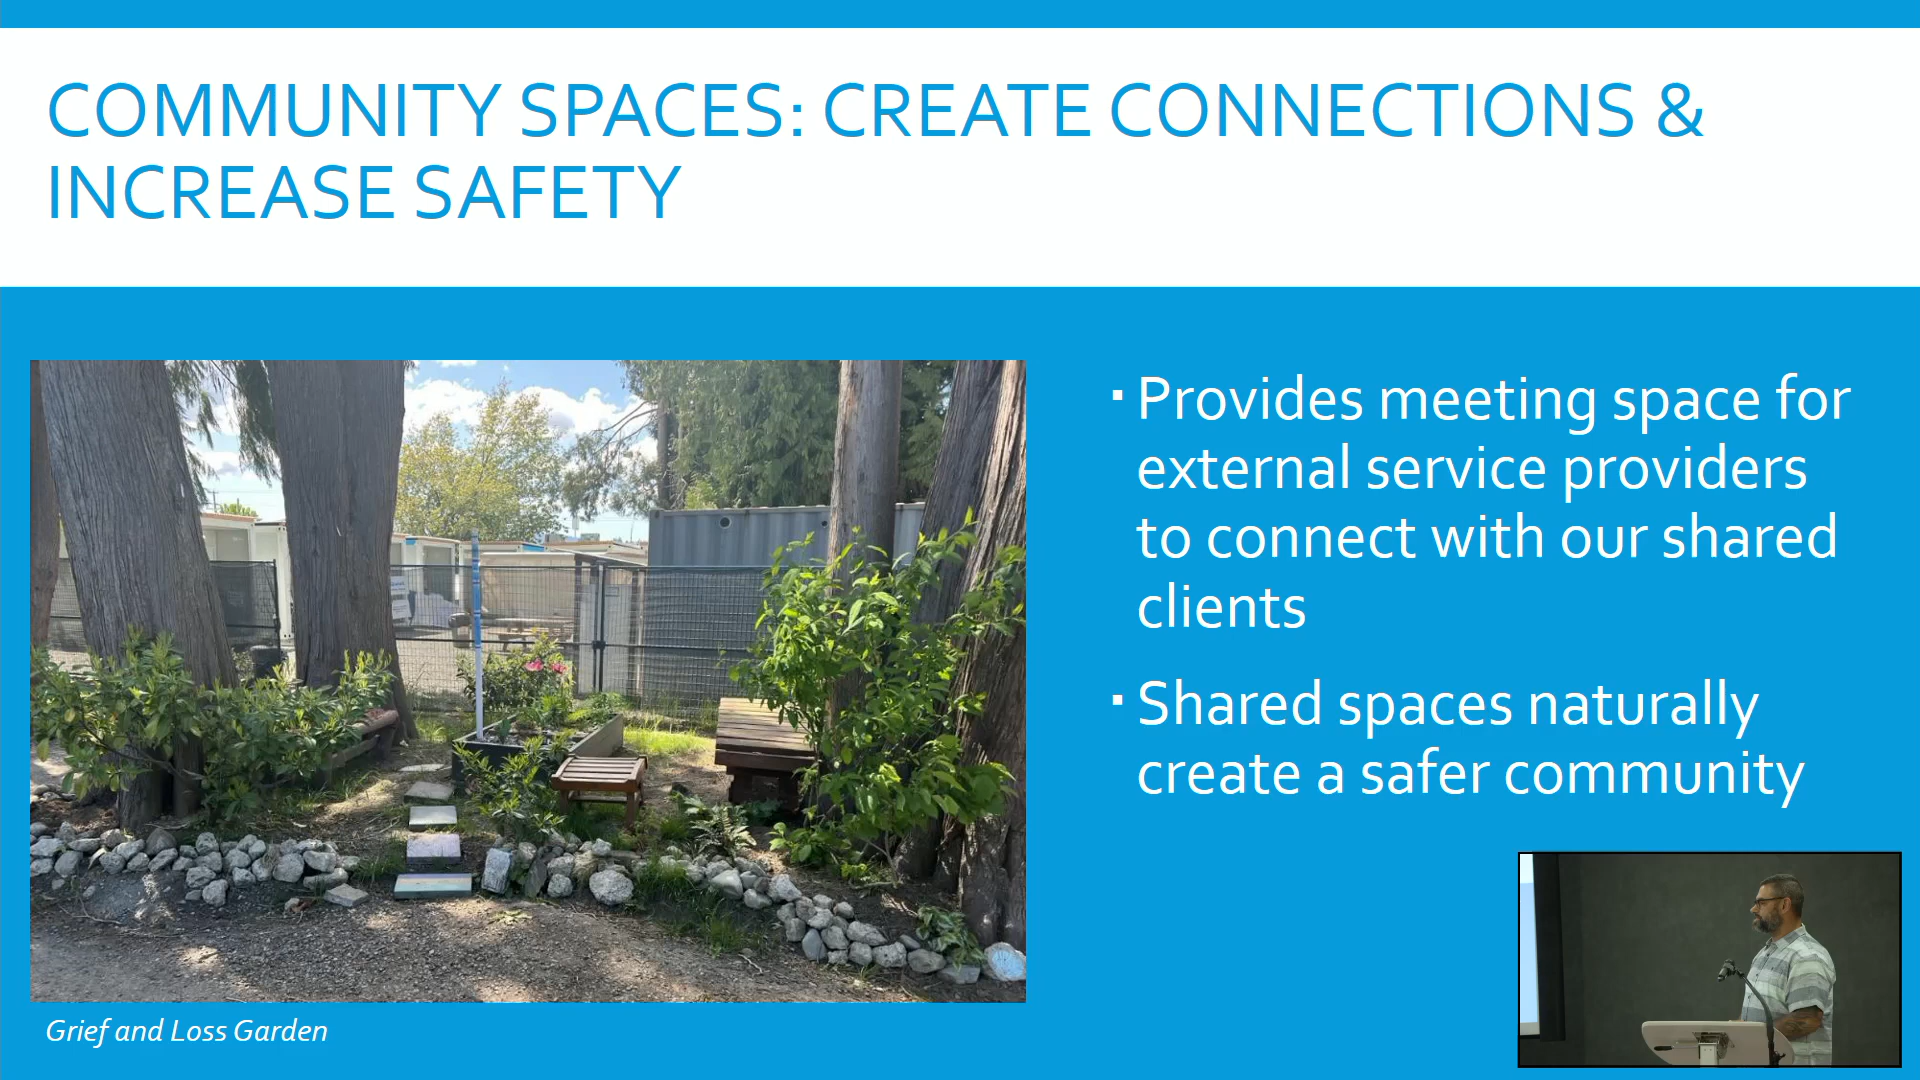 COMMUNITY SPACES: CREATE CONNECTIONS &
INCREASE SAFETY
▪ Provides meeting space for
external service providers
to connect with our shared
clients
▪ Shared spaces naturally
create a safer community
Grief and Loss Garden